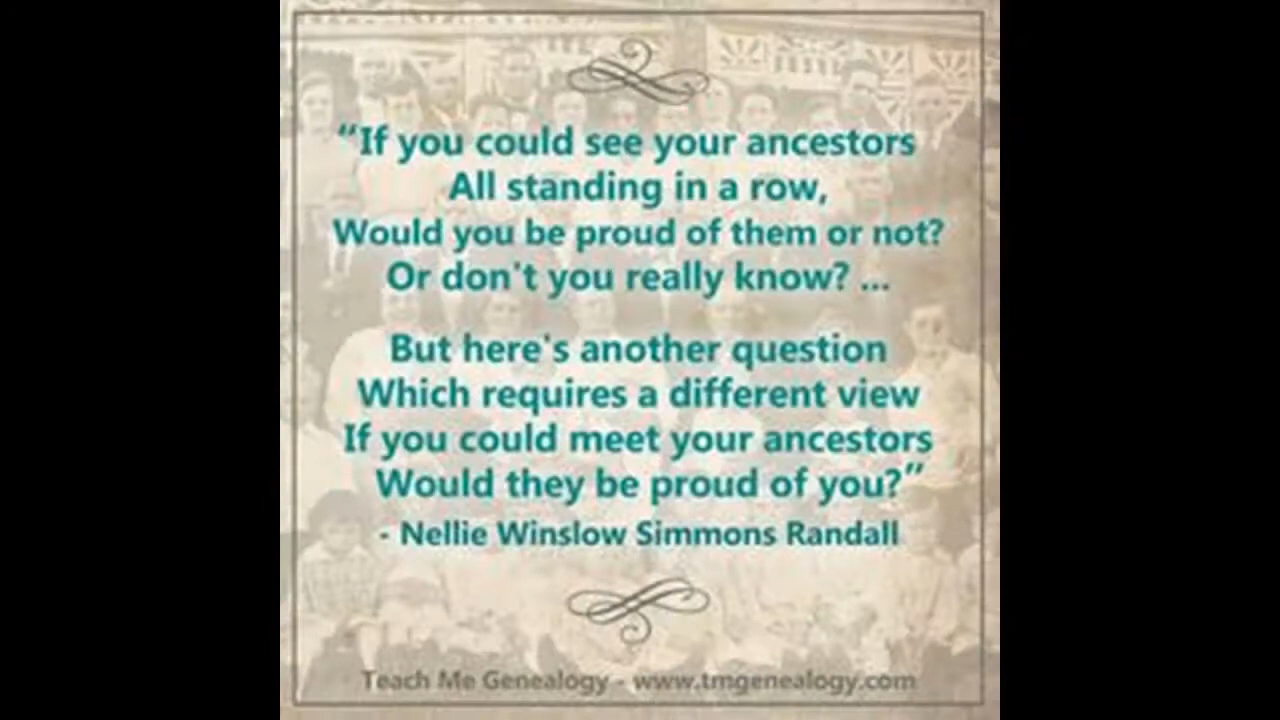 “If you could see your ancestors
All standing in a row,
Would you be proud of them or not?
Or don't you really know? ...
But here's another question
Which requires a different view
If you could meet your ancestors
Would they be proud of you?”
- Nellie Winslow Simmons Randall
Teach Me Genealogy - www.tmgenealogy.com